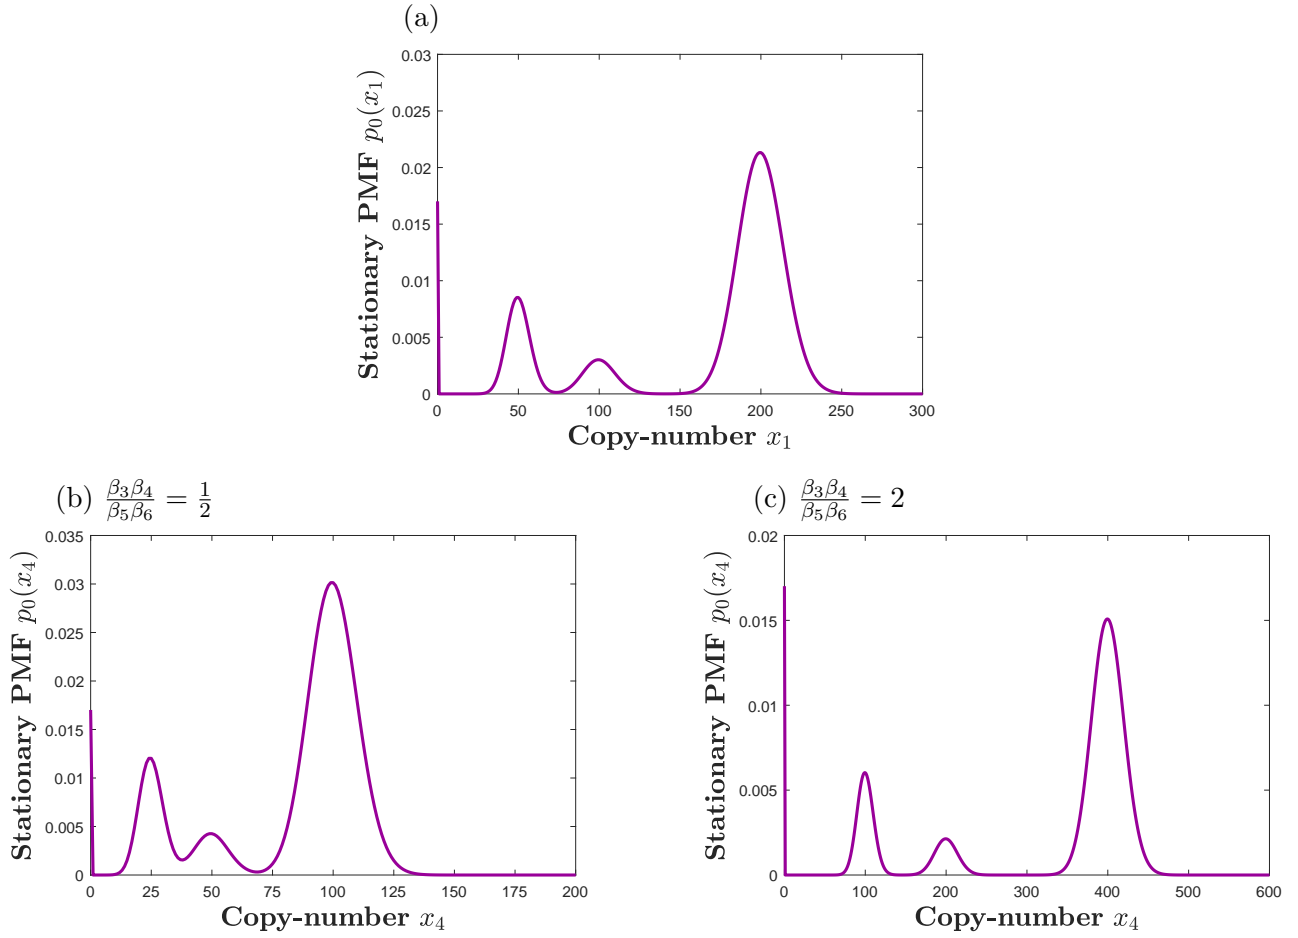 (a)
Stationary PMF p₀(x₁)
0.03
0.025
0.02
0.015
0.01
0.005
0
0 50 100 150 200 250 300
Copy-number x₁
(b) β₃β₄/β₅β₆ = 1/2
Stationary PMF p₀(x₄)
0.035
0.03
0.025
0.02
0.015
0.01
0.005
0
0 25 50 75 100 125 150 175 200
Copy-number x₄
(c) β₃β₄/β₅β₆ = 2
Stationary PMF p₀(x₄)
0.02
0.015
0.01
0.005
0
0 100 200 300 400 500 600
Copy-number x₄